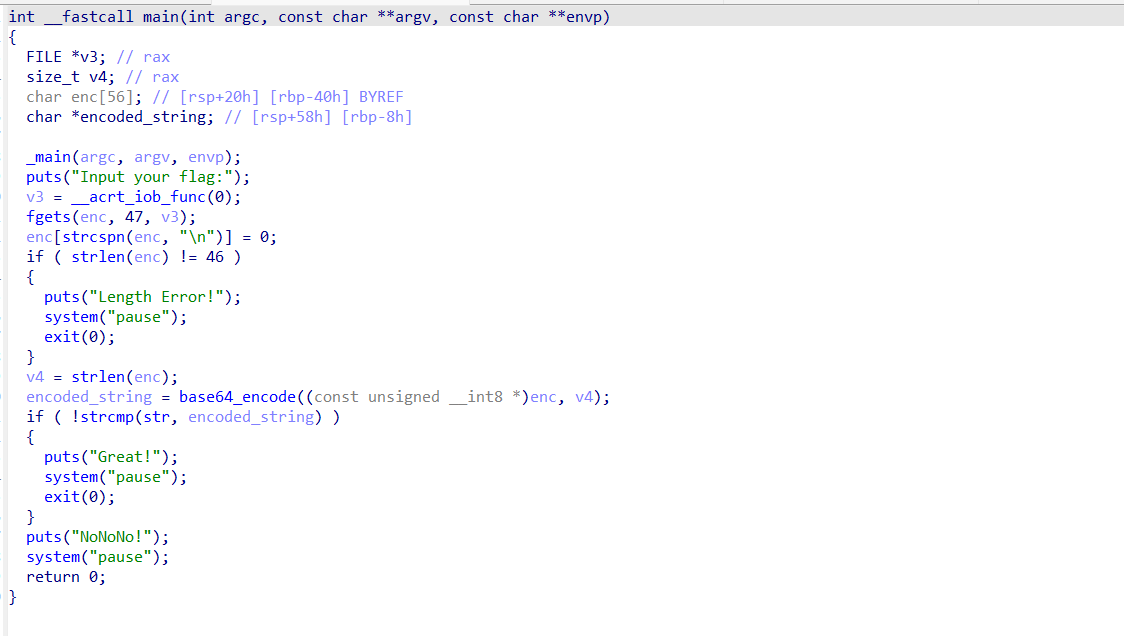 int __fastcall main(int argc, const char **argv, const char **envp)
{
  FILE *v3; // rax
  size_t v4; // rax
  char enc[56]; // [rsp+20h] [rbp-40h] BYREF
  char *encoded_string; // [rsp+58h] [rbp-8h]

  _main(argc, argv, envp);
  puts("Input your flag:");
  v3 = __acrt_iob_func(0);
  fgets(enc, 47, v3);
  enc[strcspn(enc, "\n")] = 0;
  if ( strlen(enc) != 46 )
  {
    puts("Length Error!");
    system("pause");
    exit(0);
  }
  v4 = strlen(enc);
  encoded_string = base64_encode((const unsigned __int8 *)enc, v4);
  if ( !strcmp(str, encoded_string) )
  {
    puts("Great!");
    system("pause");
    exit(0);
  }
  puts("NoNoNo!");
  system("pause");
  return 0;
}